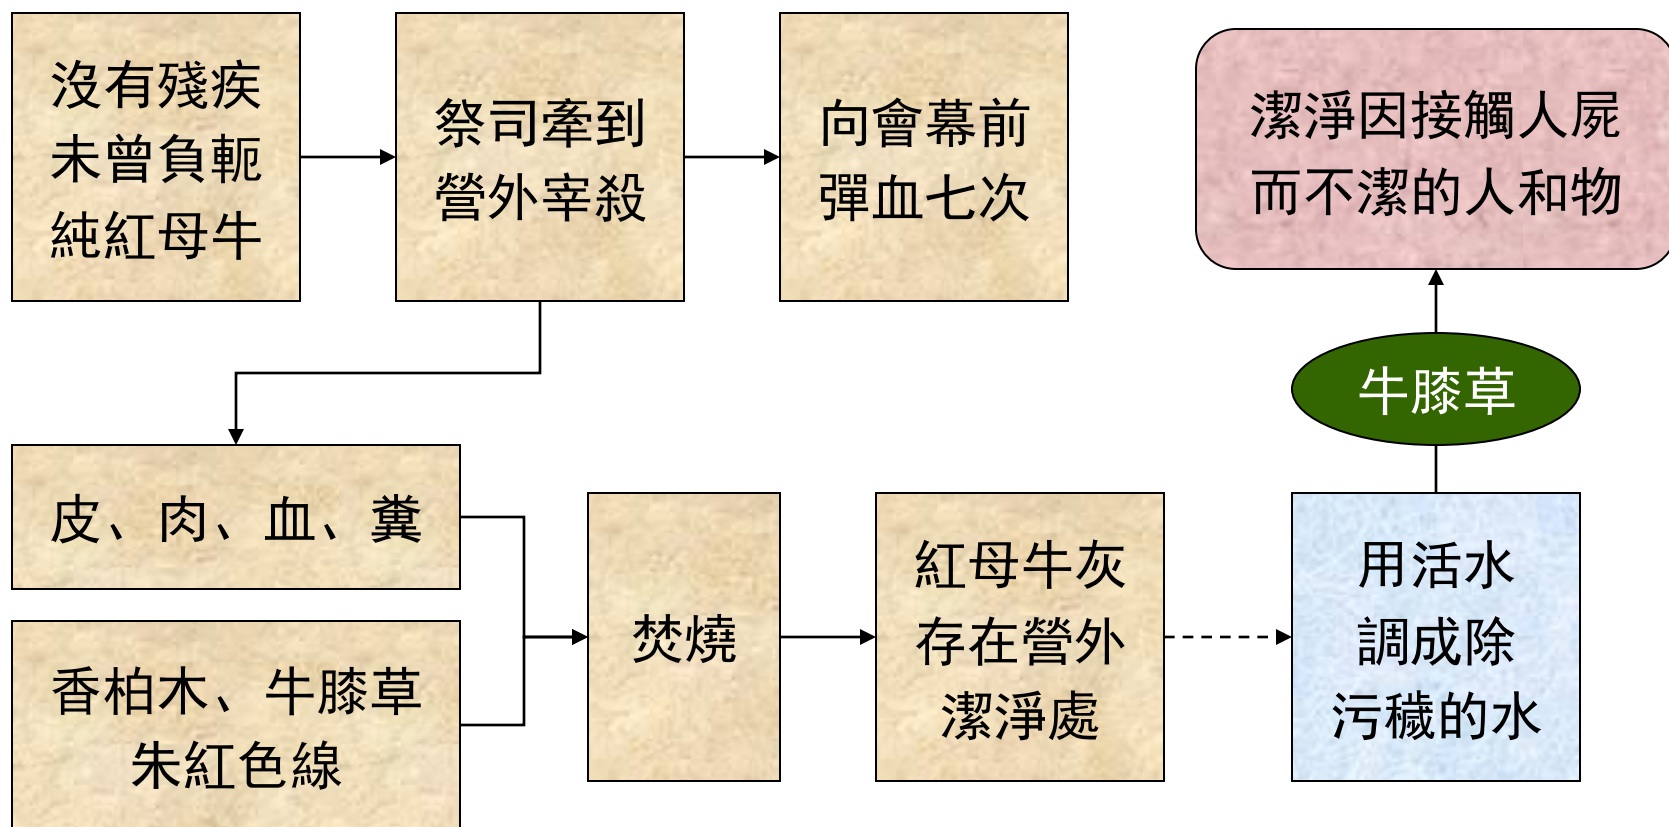 沒有殘疾
未曾負軛
純紅母牛
祭司牽到
營外宰殺
向會幕前
彈血七次
潔淨因接觸人屍
而不潔的人和物
牛膝草
皮、肉、血、糞
香柏木、牛膝草
朱紅色線
焚燒
紅母牛灰
存在營外
潔淨處
用活水
調成除
污穢的水